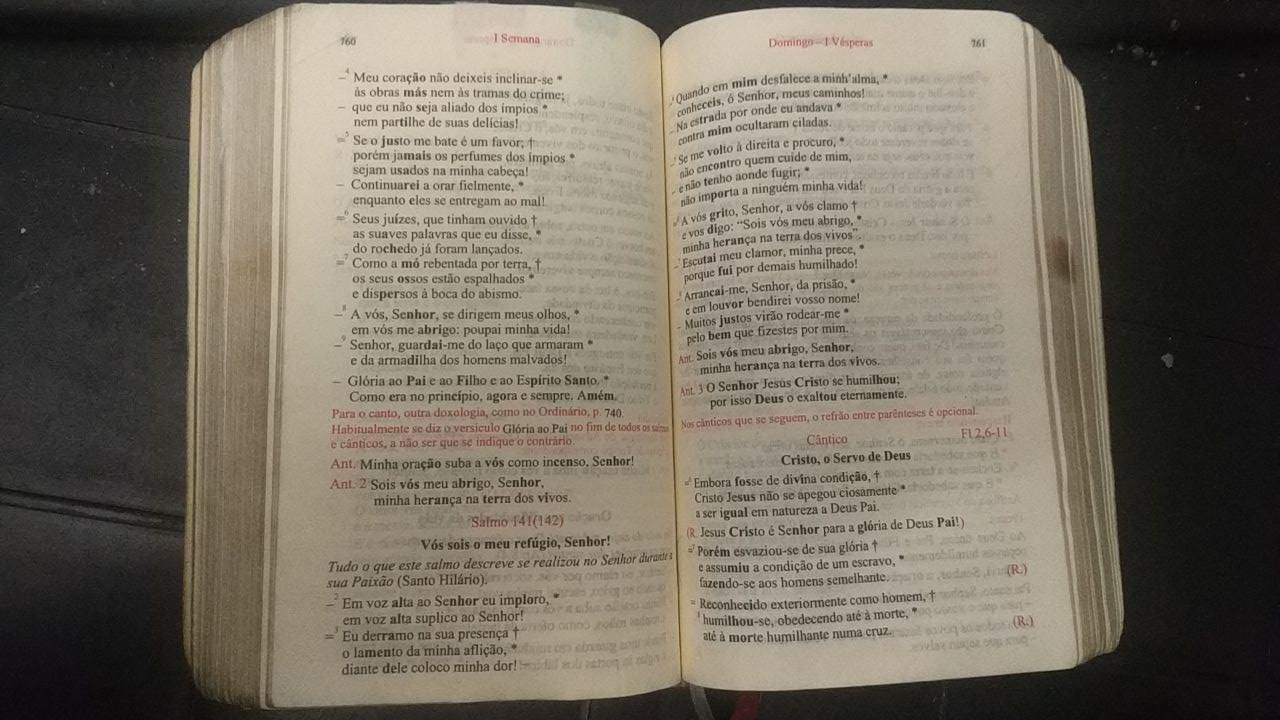 760
I Semana
–4 Meu coração não deixeis inclinar-se *
às obras más nem às tramas do crime;
– que eu não seja aliado dos ímpios *
nem partilhe de suas delícias!
=5 Se o justo me bate é um favor; †
porém jamais os perfumes dos ímpios *
sejam usados na minha cabeça!
– Continuarei a orar fielmente, *
enquanto eles se entregam ao mal!
=6 Seus juízes, que tinham ouvido †
as suaves palavras que eu disse, *
do rochedo já foram lançados.
=7 Como a mó rebentada por terra, †
os seus ossos estão espalhados *
e dispersos à boca do abismo.
–8 A vós, Senhor, se dirigem meus olhos, *
em vós me abrigo: poupai minha vida!
–9 Senhor, guardai-me do laço que armaram *
e da armadilha dos homens malvados!
– Glória ao Pai e ao Filho e ao Espírito Santo. *
Como era no princípio, agora e sempre. Amém.
Para o canto, outra doxologia, como no Ordinário, p. 740.
Habitualmente se diz o versículo Glória ao Pai no fim de todos os salmos
e cânticos, a não ser que se indique o contrário.
Ant. Minha oração suba a vós como incenso, Senhor!
Ant. 2 Sois vós meu abrigo, Senhor,
minha herança na terra dos vivos.
Salmo 141(142)
Vós sois o meu refúgio, Senhor!
Tudo o que este salmo descreve se realizou no Senhor durante a
sua Paixão (Santo Hilário).
–2 Em voz alta ao Senhor eu imploro, *
em voz alta suplico ao Senhor!
=3 Eu derramo na sua presença †
o lamento da minha aflição, *
diante dele coloco minha dor!
Domingo – I Vésperas
761
Quando em mim desfalece a minh'alma, *
conheceis, ó Senhor, meus caminhos!
– Na estrada por onde eu andava *
contra mim ocultaram ciladas.
Se me volto à direita e procuro, *
não encontro quem cuide de mim,
– e não tenho aonde fugir; *
não importa a ninguém minha vida!
A vós grito, Senhor, a vós clamo †
e vos digo: “Sois vós meu abrigo, *
minha herança na terra dos vivos”.
Escutai meu clamor, minha prece, *
porque fui por demais humilhado!
Arrancai-me, Senhor, da prisão, *
e em louvor bendirei vosso nome!
– Muitos justos virão rodear-me *
pelo bem que fizestes por mim.
Ant. Sois vós meu abrigo, Senhor,
minha herança na terra dos vivos.
Ant. 3 O Senhor Jesus Cristo se humilhou;
por isso Deus o exaltou eternamente.
Nos cânticos que se seguem, o refrão entre parênteses é opcional.
Cântico
Fl 2,6-11
Cristo, o Servo de Deus
=6 Embora fosse de divina condição, †
Cristo Jesus não se apegou ciosamente *
a ser igual em natureza a Deus Pai.
(R. Jesus Cristo é Senhor para a glória de Deus Pai!)
=7 Porém esvaziou-se de sua glória †
e assumiu a condição de um escravo, *
fazendo-se aos homens semelhante. (R.)
= Reconhecido exteriormente como homem, †
8 humilhou-se, obedecendo até à morte, *
até à morte humilhante numa cruz. (R.)